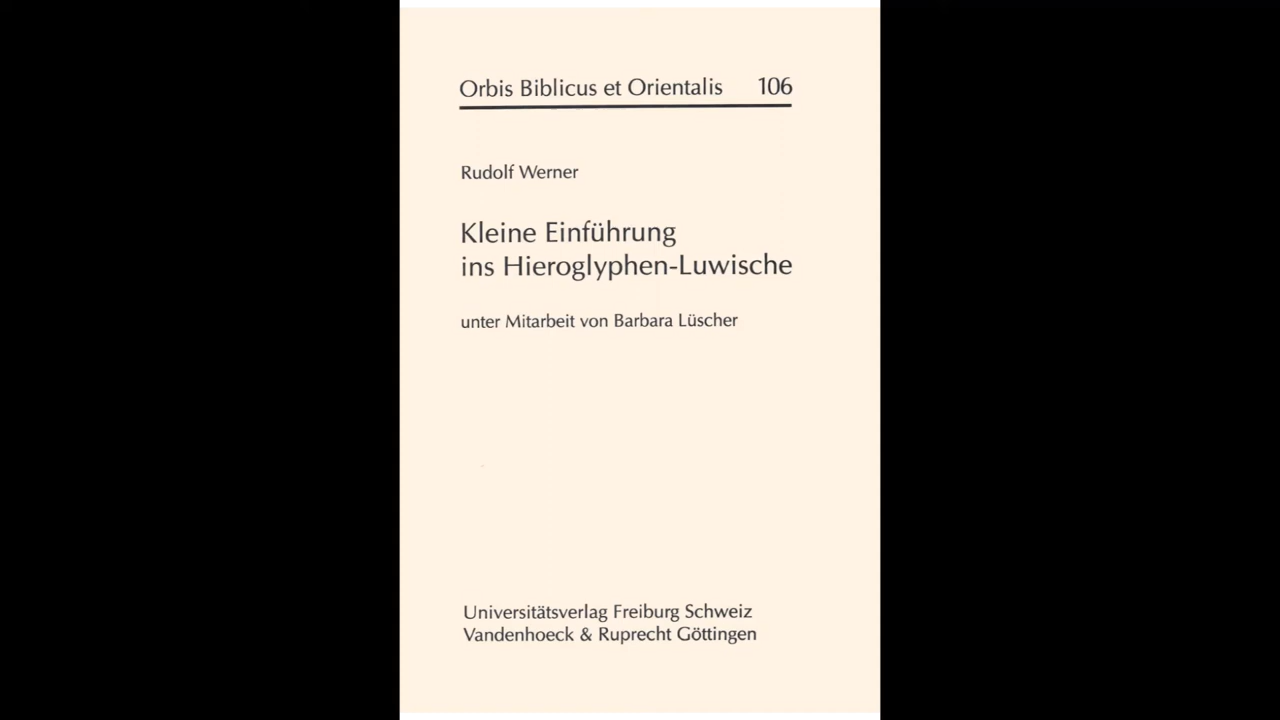 Orbis Biblicus et Orientalis 106
Rudolf Werner
Kleine Einführung
ins Hieroglyphen-Luwische
unter Mitarbeit von Barbara Lüscher
Universitätsverlag Freiburg Schweiz
Vandenhoeck & Ruprecht Göttingen